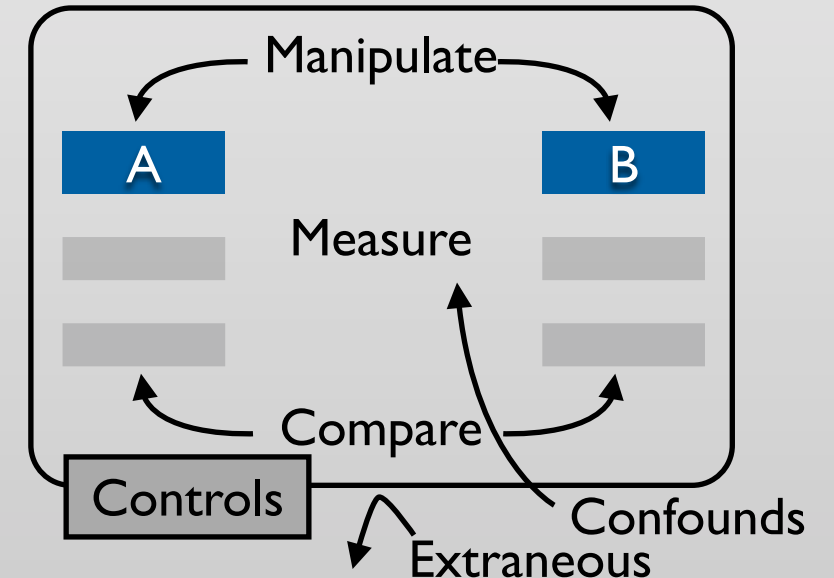 Manipulate
A
B
Measure
Compare
Controls
Confounds
Extraneous